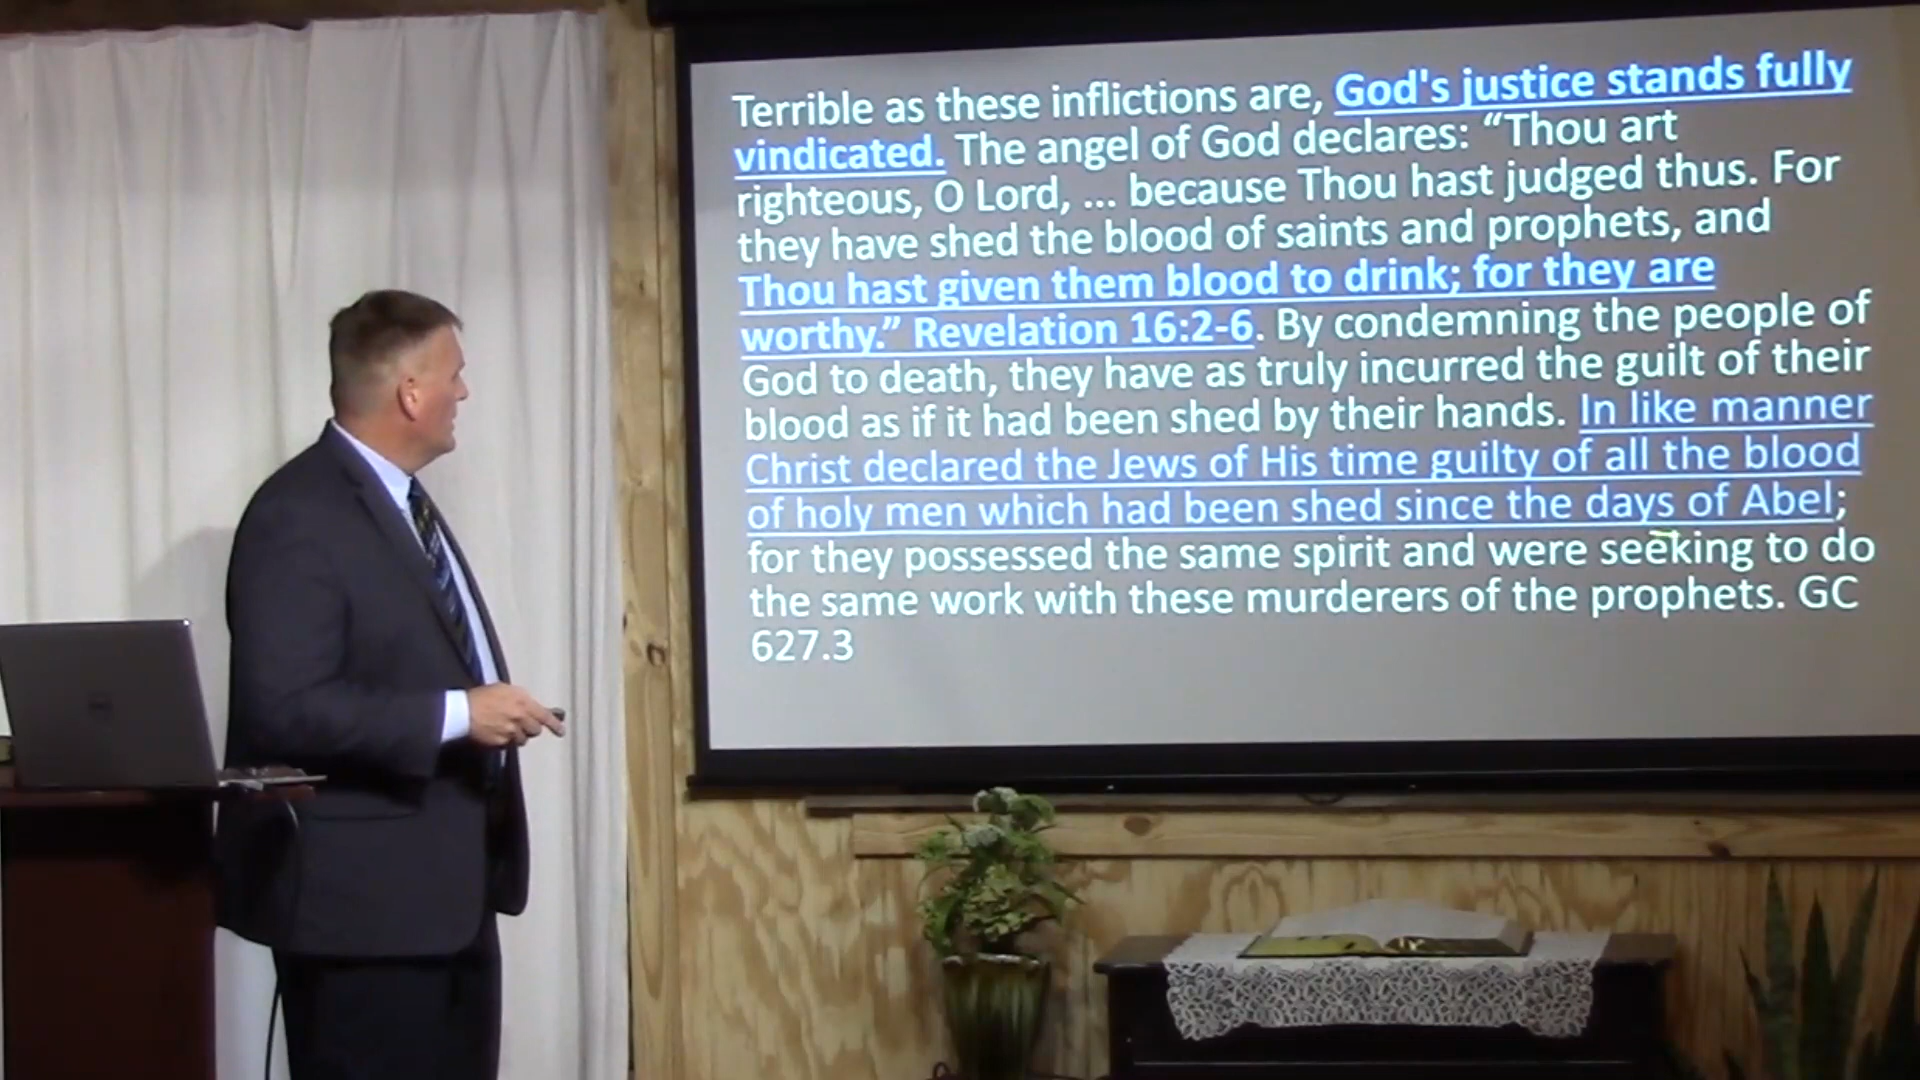 Terrible as these inflictions are, God's justice stands fully
vindicated. The angel of God declares: “Thou art
righteous, O Lord, ... because Thou hast judged thus. For
they have shed the blood of saints and prophets, and
Thou hast given them blood to drink; for they are
worthy.” Revelation 16:2-6. By condemning the people of
God to death, they have as truly incurred the guilt of their
blood as if it had been shed by their hands. In like manner
Christ declared the Jews of His time guilty of all the blood
of holy men which had been shed since the days of Abel;
for they possessed the same spirit and were seeking to do
the same work with these murderers of the prophets. GC
627.3